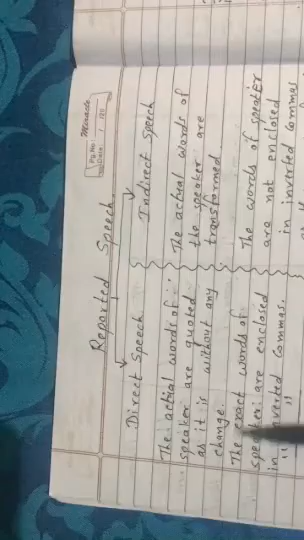 Miracle
Pg.No.:
Date:
Reported Speech
Direct Speech
Indirect Speech
The actual words of
speaker are quoted
as it is without any
change.
The actual words of
the speaker are
transformed.
The exact words of
speaker are enclosed
in inverted commas.
" "
The words of speaker
are not enclosed
in inverted commas